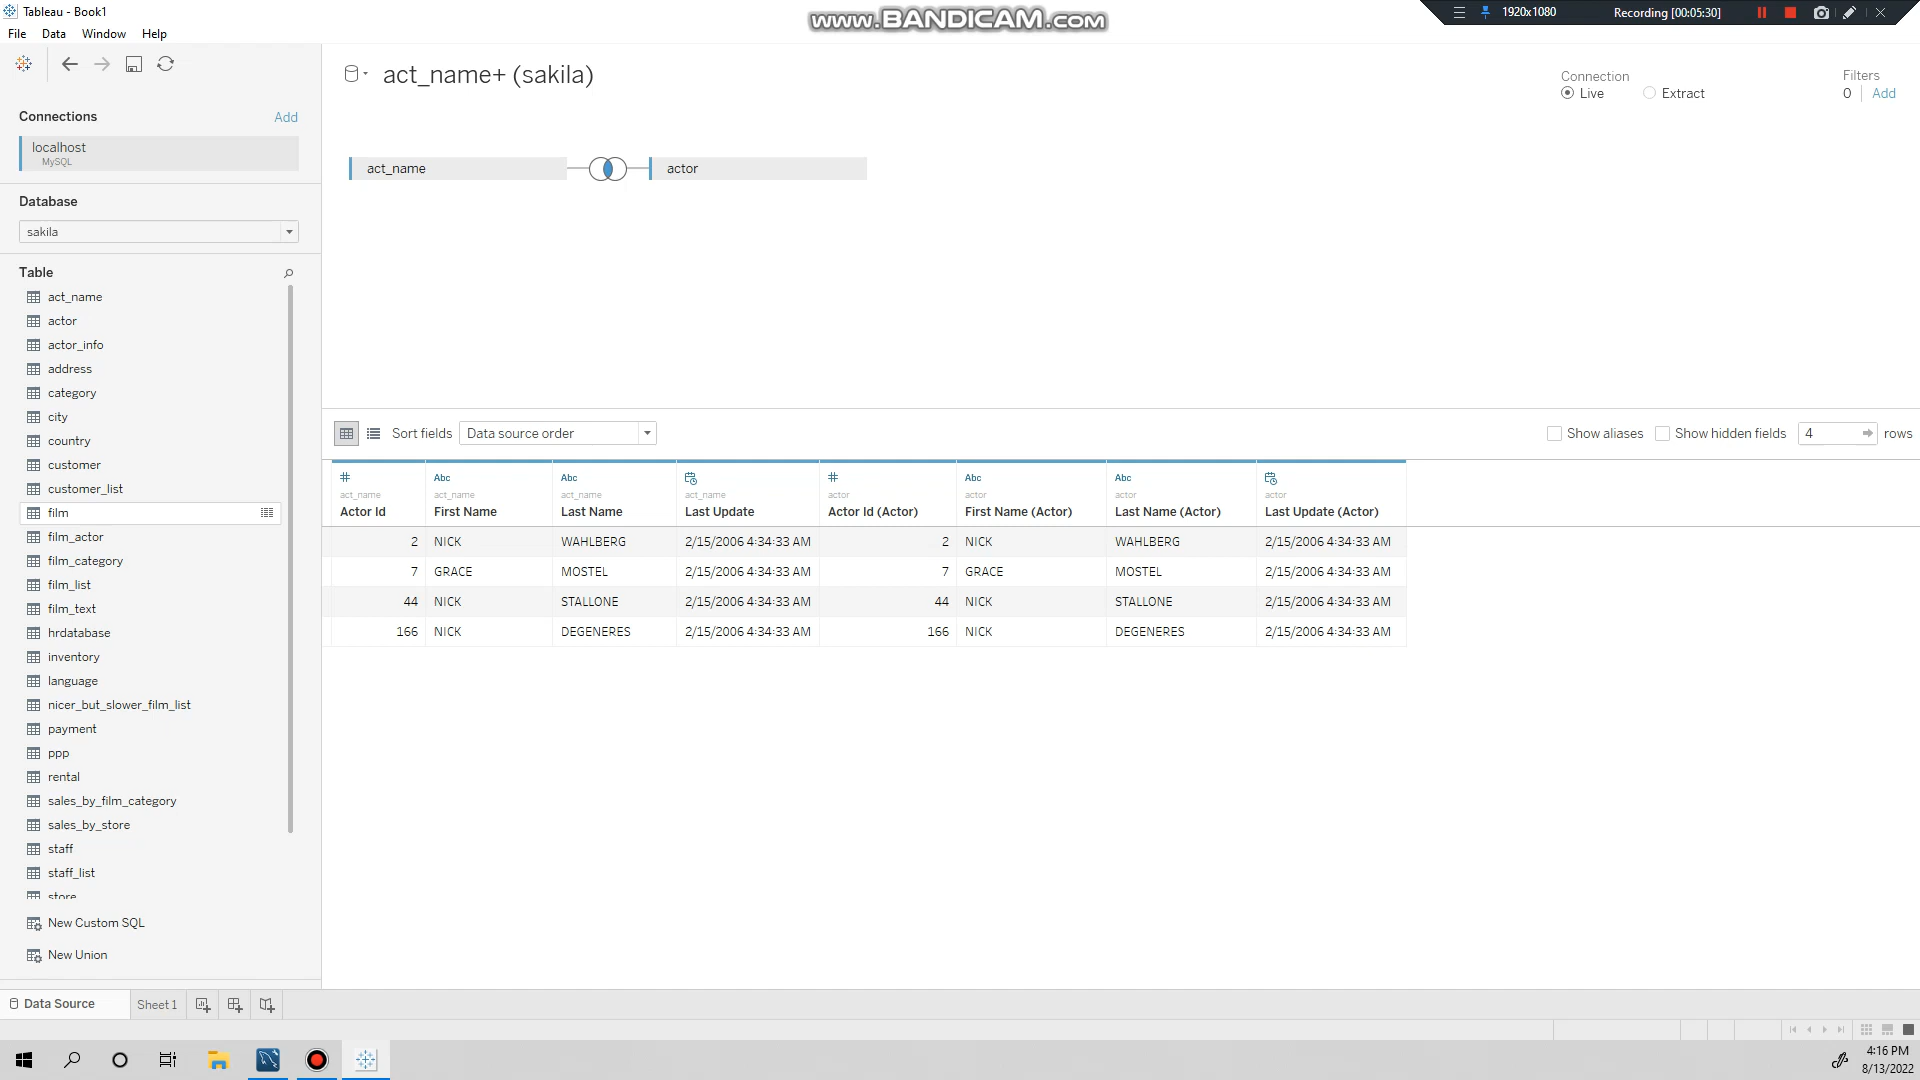 Tableau - Book1
www.BANDICAM.com
1920x1080
Recording [00:05:30]
File Data Window Help
act_name+ (sakila)
Connection
Live
Extract
Filters
0 Add
Connections
Add
localhost
MySQL
Database
sakila
Table
act_name
actor
actor_info
address
category
city
country
customer
customer_list
film
film_actor
film_category
film_list
film_text
hrdatabase
inventory
language
nicer_but_slower_film_list
payment
ppp
rental
sales_by_film_category
sales_by_store
staff
staff_list
store
New Custom SQL
New Union
act_name
actor
Sort fields Data source order
Show aliases
Show hidden fields
4 rows
# Abc Abc # Abc Abc
act_name act_name act_name act_name actor actor actor actor
Actor Id First Name Last Name Last Update Actor Id (Actor) First Name (Actor) Last Name (Actor) Last Update (Actor)
2 NICK WAHLBERG 2/15/2006 4:34:33 AM 2 NICK WAHLBERG 2/15/2006 4:34:33 AM
7 GRACE MOSTEL 2/15/2006 4:34:33 AM 7 GRACE MOSTEL 2/15/2006 4:34:33 AM
44 NICK STALLONE 2/15/2006 4:34:33 AM 44 NICK STALLONE 2/15/2006 4:34:33 AM
166 NICK DEGENERES 2/15/2006 4:34:33 AM 166 NICK DEGENERES 2/15/2006 4:34:33 AM
Data Source
Sheet 1
4:16 PM
8/13/2022